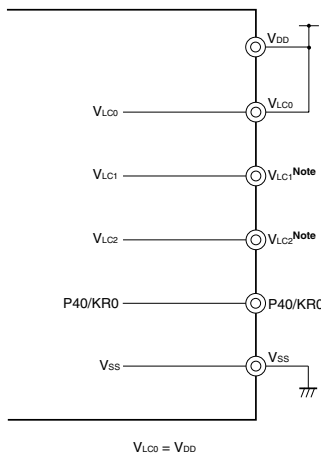 VDD
VLC0 VLC0
VLC1 VLC1Note
VLC2 VLC2Note
P40/KR0 P40/KR0
VSS VSS
VLC0 = VDD